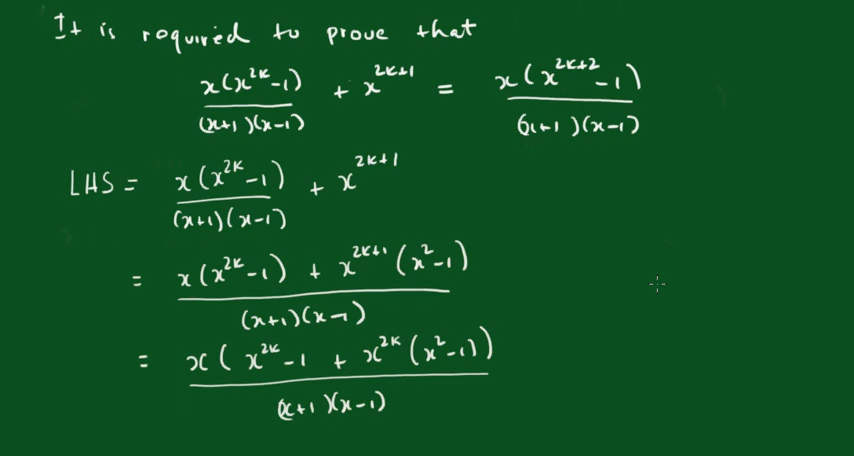 It is required to prove that
x(x^{2k}-1)/((x+1)(x-1)) + x^{2k+1} = x(x^{2k+2}-1)/((x+1)(x-1))
LHS = x(x^{2k}-1)/((x+1)(x-1)) + x^{2k+1}
= (x(x^{2k}-1) + x^{2k+1}(x^2-1))/((x+1)(x-1))
= x(x^{2k}-1 + x^{2k}(x^2-1))/((x+1)(x-1))